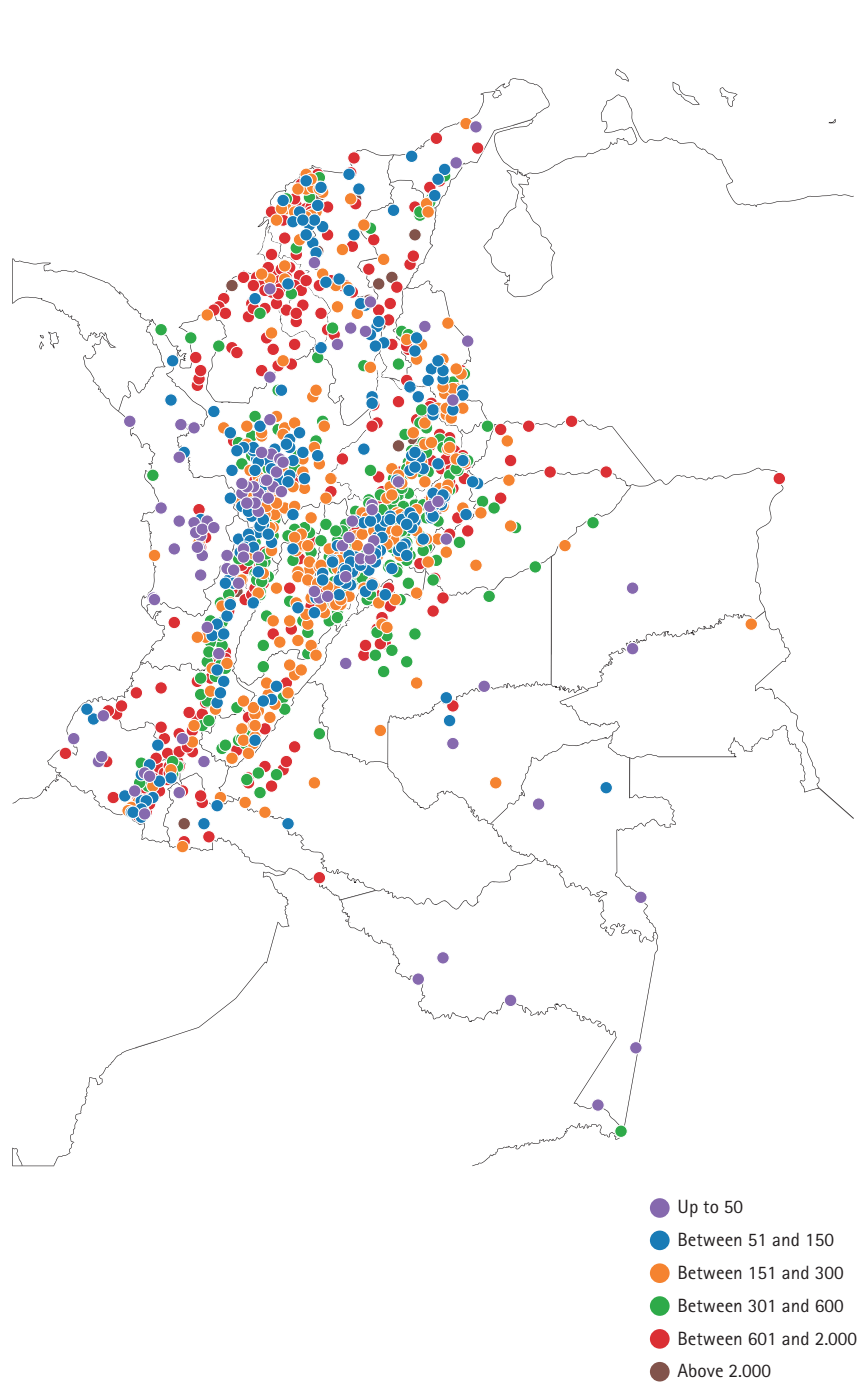 Up to 50
Between 51 and 150
Between 151 and 300
Between 301 and 600
Between 601 and 2.000
Above 2.000